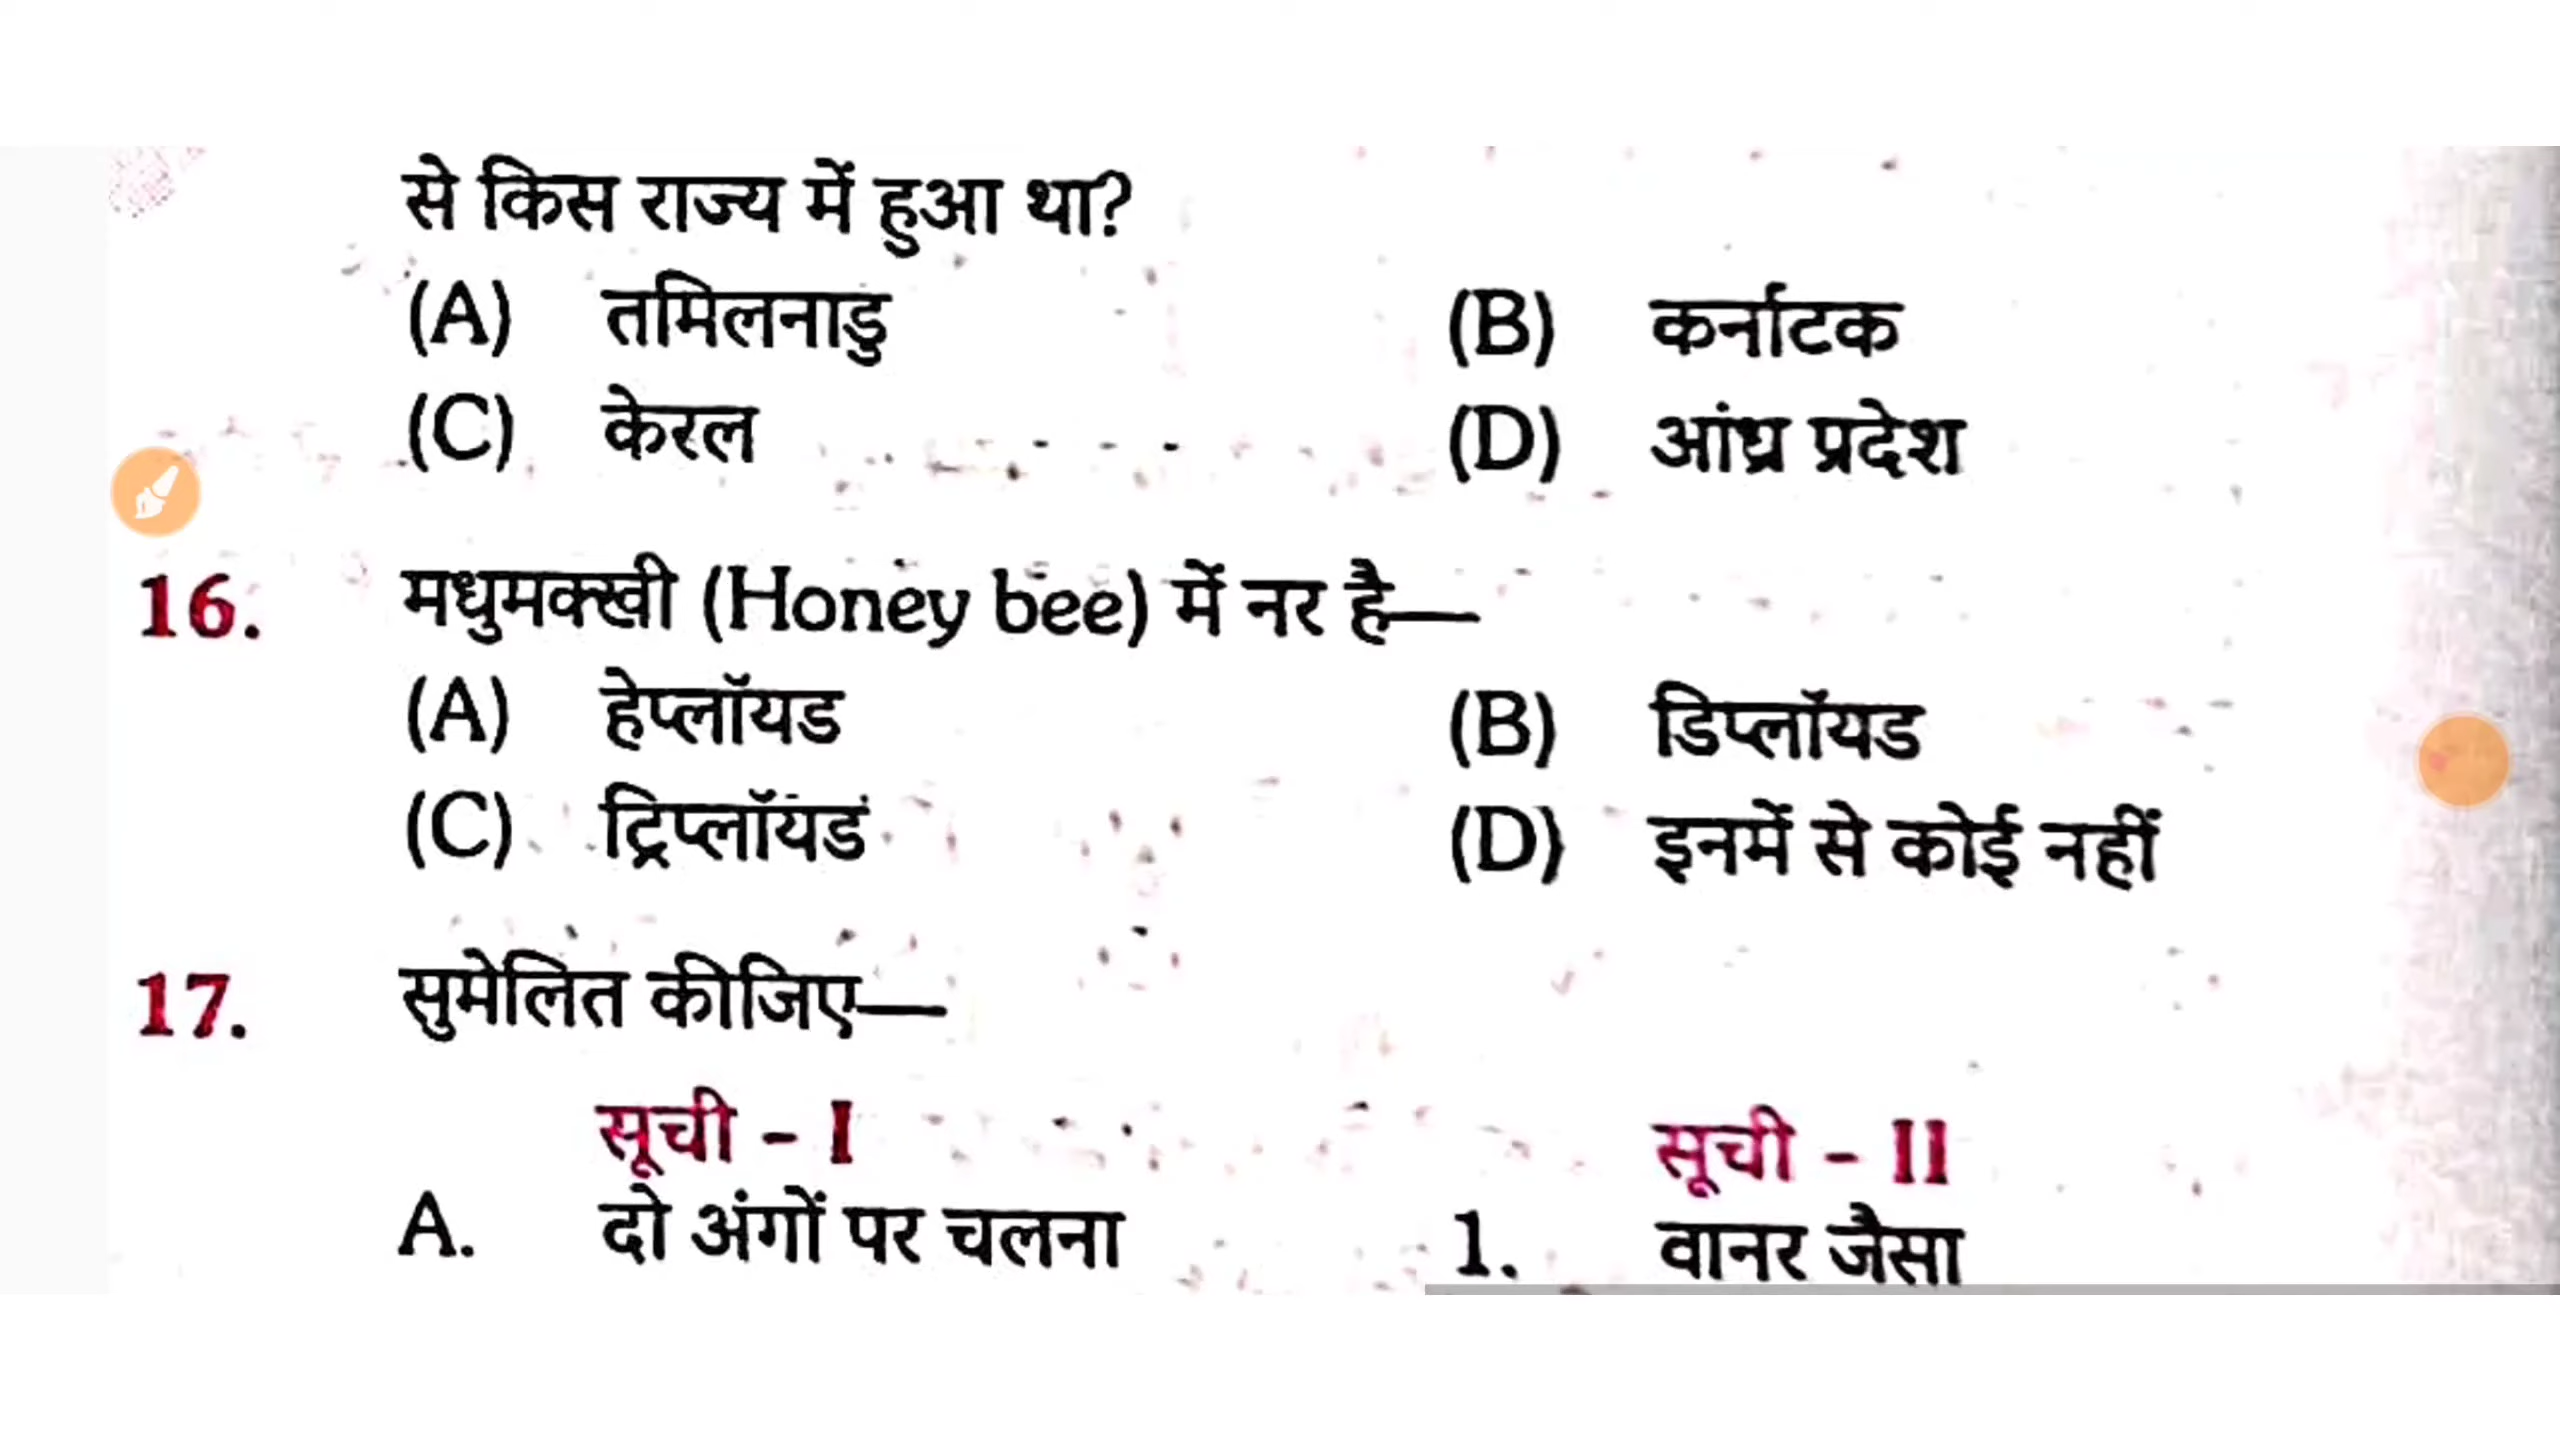 से किस राज्य में हुआ था?
(A) तमिलनाडु (B) कर्नाटक
(C) केरल (D) आंध्र प्रदेश
16. मधुमक्खी (Honey bee) में नर है—
(A) हेप्लॉयड (B) डिप्लॉयड
(C) ट्रिप्लॉयड (D) इनमें से कोई नहीं
17. सुमेलित कीजिए—
सूची - I सूची - II
A. दो अंगों पर चलना 1. वानर जैसा